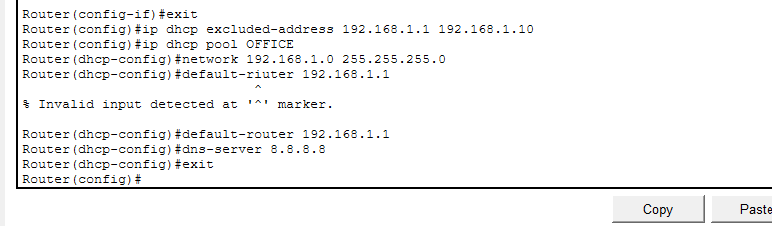 Router(config-if)#exit
Router(config)#ip dhcp excluded-address 192.168.1.1 192.168.1.10
Router(config)#ip dhcp pool OFFICE
Router(dhcp-config)#network 192.168.1.0 255.255.255.0
Router(dhcp-config)#default-riuter 192.168.1.1
^
% Invalid input detected at '^' marker.
Router(dhcp-config)#default-router 192.168.1.1
Router(dhcp-config)#dns-server 8.8.8.8
Router(dhcp-config)#exit
Router(config)#
Copy Paste